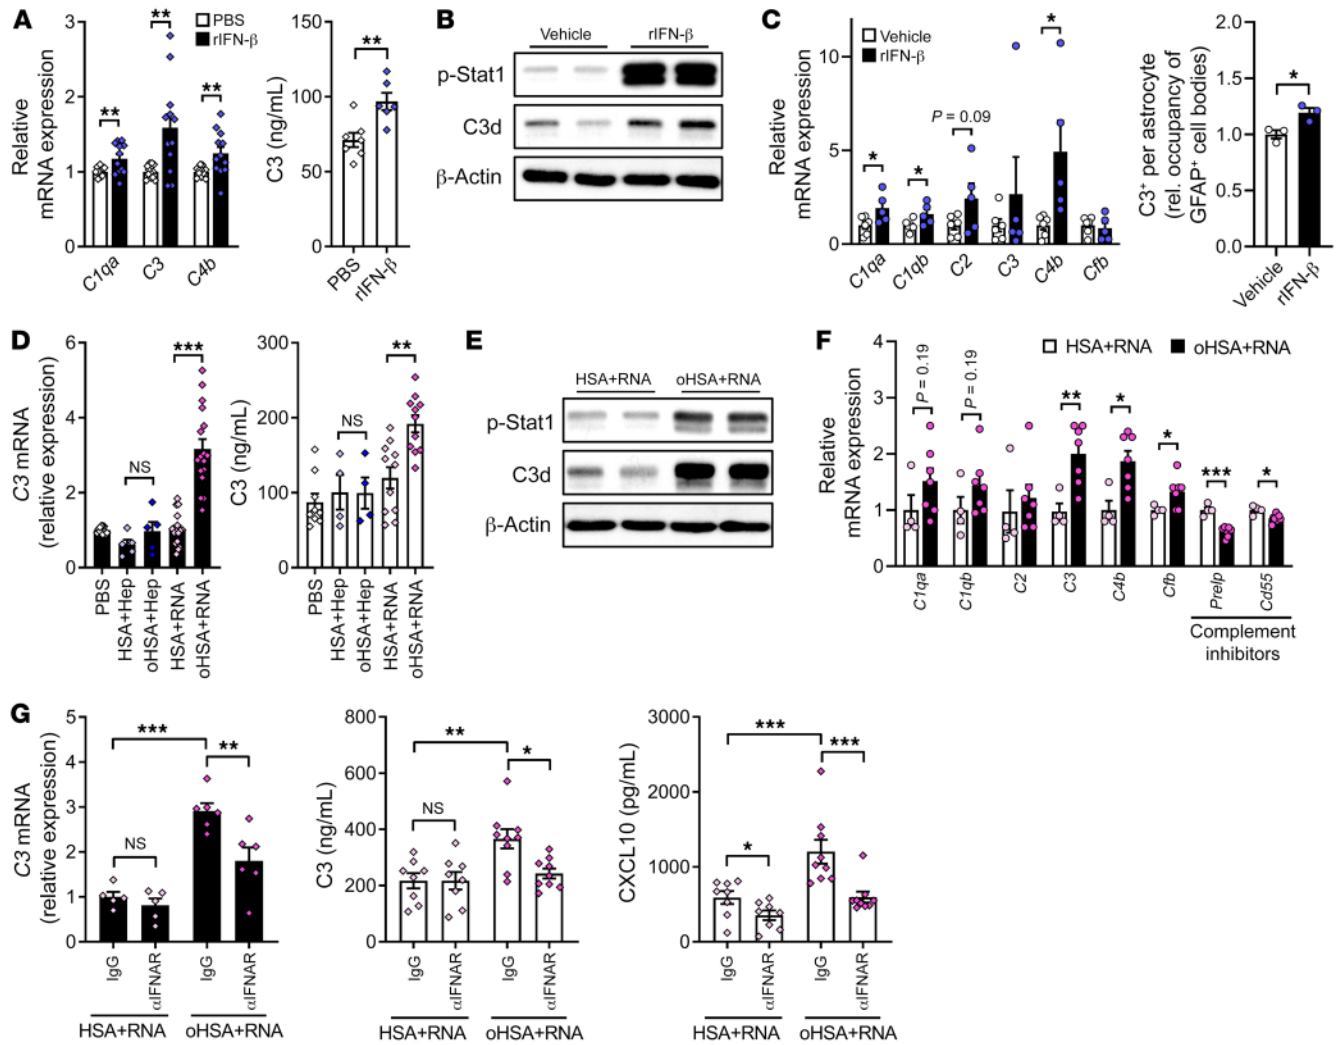 A
Relative
mRNA expression
3
2
1
0
PBS
rIFN-β
**
**
**
C1qa
C3
C4b
C3 (ng/mL)
150
100
50
0
**
PBS
rIFN-β
B
Vehicle
rIFN-β
p-Stat1
C3d
β-Actin
C
Relative
mRNA expression
10
5
0
Vehicle
rIFN-β
*
*
P = 0.09
*
C1qa
C1qb
C2
C3
C4b
Cfb
C3+ per astrocyte
(rel. occupancy of
GFAP+ cell bodies)
2.0
1.5
1.0
0.5
0.0
*
Vehicle
rIFN-β
D
C3 mRNA
(relative expression)
6
4
2
0
NS
***
PBS
HSA+Hep
oHSA+Hep
HSA+RNA
oHSA+RNA
C3 (ng/mL)
300
200
100
0
NS
**
PBS
HSA+Hep
oHSA+Hep
HSA+RNA
oHSA+RNA
E
HSA+RNA
oHSA+RNA
p-Stat1
C3d
β-Actin
F
Relative
mRNA expression
4
3
2
1
0
HSA+RNA
oHSA+RNA
P = 0.19
P = 0.19
**
*
*
***
*
C1qa
C1qb
C2
C3
C4b
Cfb
Prelp
Cd55
Complement
inhibitors
G
C3 mRNA
(relative expression)
5
4
3
2
1
0
***
**
NS
IgG
αIFNAR
IgG
αIFNAR
HSA+RNA
oHSA+RNA
C3 (ng/mL)
800
600
400
200
0
**
*
NS
IgG
αIFNAR
IgG
αIFNAR
HSA+RNA
oHSA+RNA
CXCL10 (pg/mL)
3000
2000
1000
0
***
***
*
IgG
αIFNAR
IgG
αIFNAR
HSA+RNA
oHSA+RNA